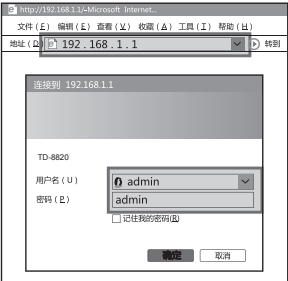 http://192.168.1.1/-Microsoft Internet...
文件(F) 编辑(E) 查看(V) 收藏(A) 工具(I) 帮助(H)
地址(D) 192.168.1.1 转到
连接到 192.168.1.1
TD-8820
用户名(U) admin
密码(P) admin
记住我的密码(R)
确定 取消